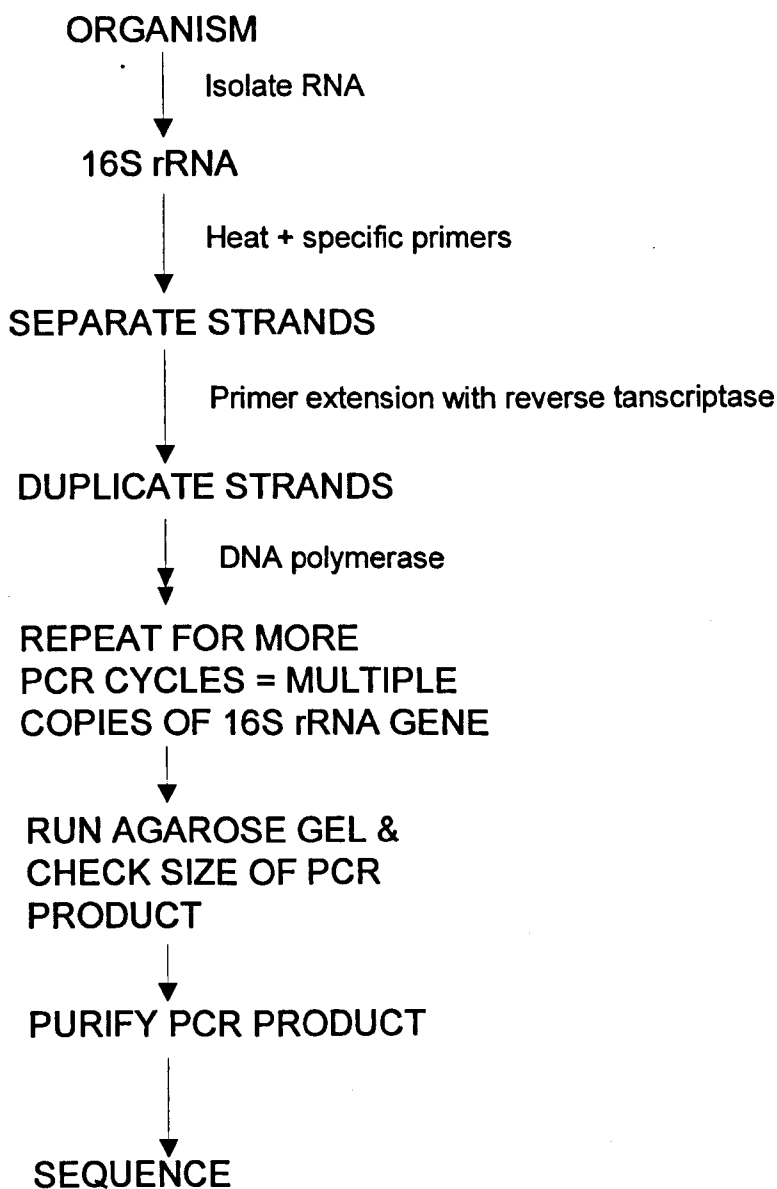 ORGANISM
Isolate RNA
16S rRNA
Heat + specific primers
SEPARATE STRANDS
Primer extension with reverse tanscriptase
DUPLICATE STRANDS
DNA polymerase
REPEAT FOR MORE
PCR CYCLES = MULTIPLE
COPIES OF 16S rRNA GENE
RUN AGAROSE GEL &
CHECK SIZE OF PCR
PRODUCT
PURIFY PCR PRODUCT
SEQUENCE